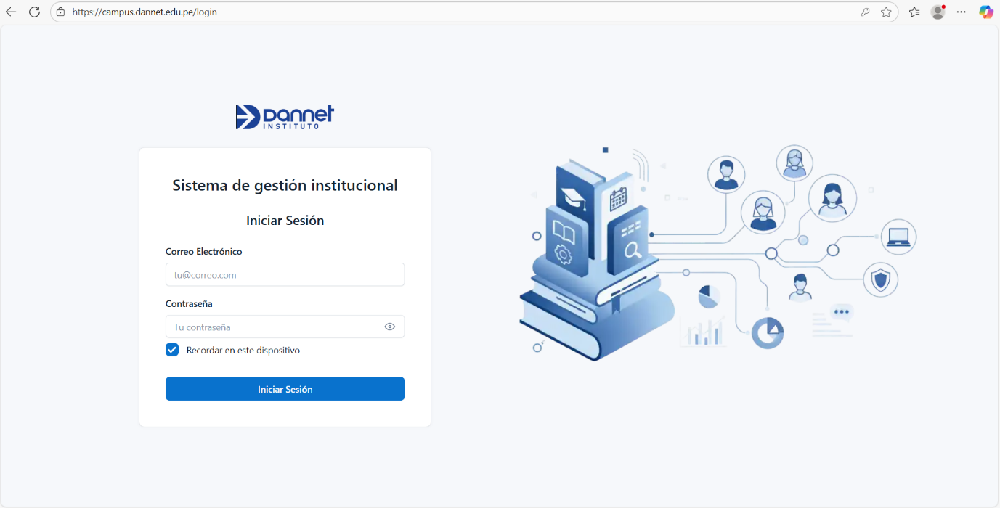 https://campus.dannet.edu.pe/login
Dannet
INSTITUTO
Sistema de gestión institucional
Iniciar Sesión
Correo Electrónico
tu@correo.com
Contraseña
Tu contraseña
Recordar en este dispositivo
Iniciar Sesión